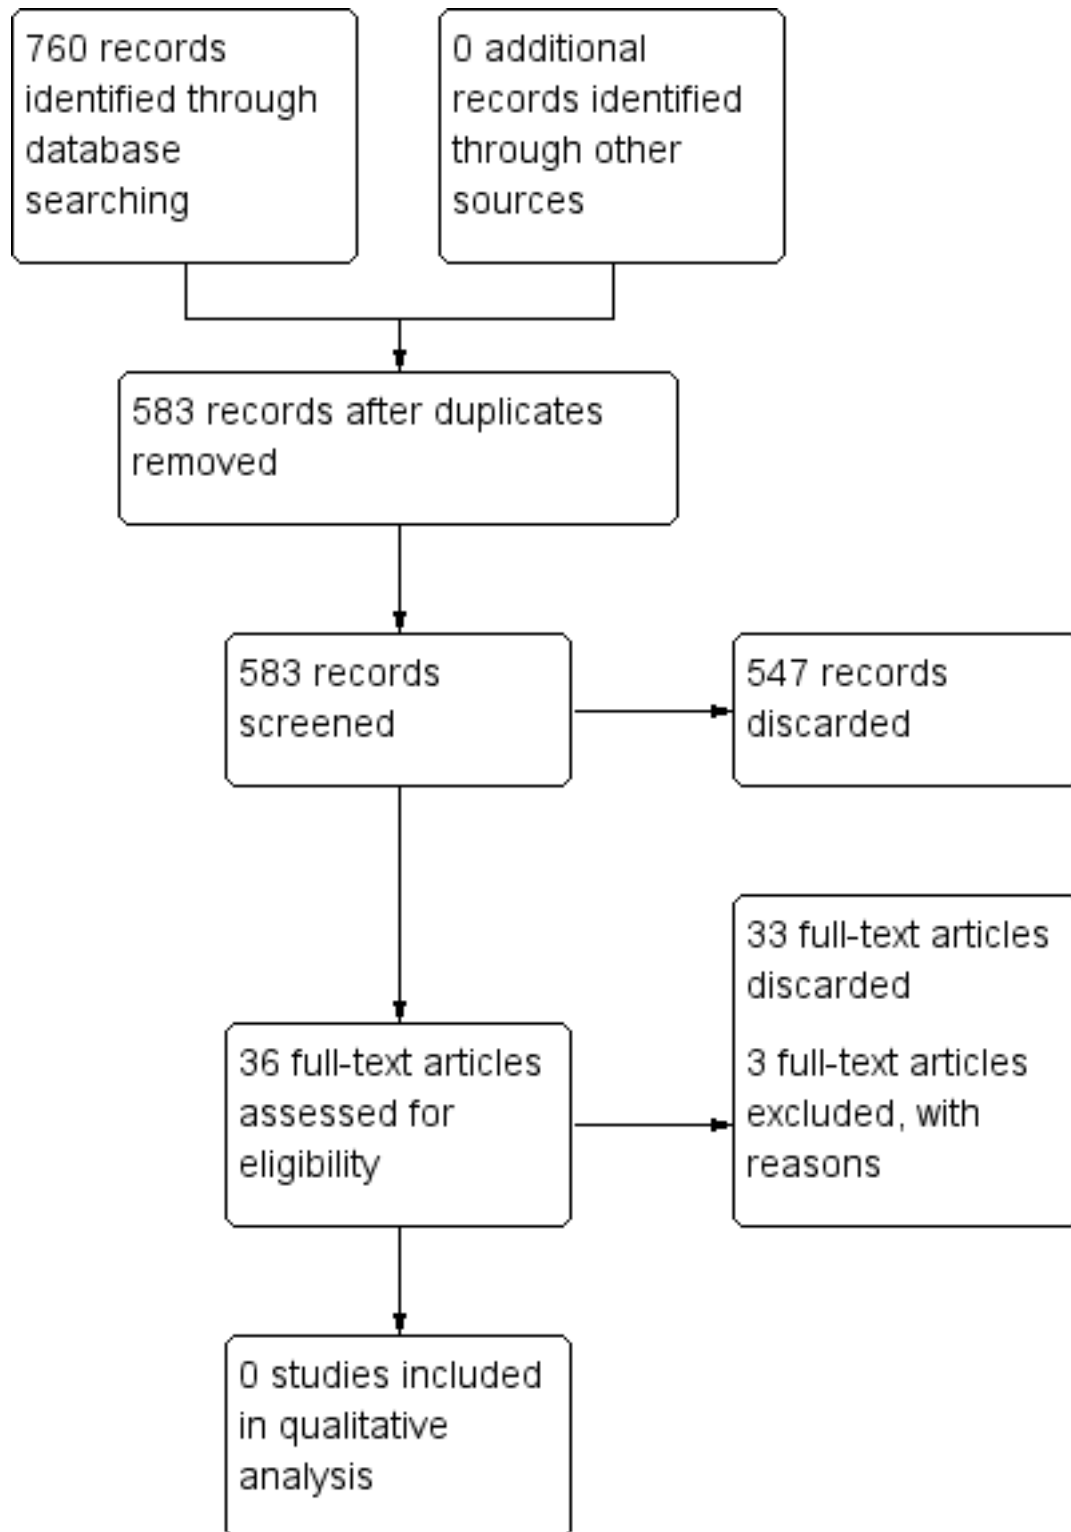 760 records
identified through
database
searching
0 additional
records identified
through other
sources
583 records after duplicates
removed
583 records
screened
547 records
discarded
36 full-text articles
assessed for
eligibility
33 full-text articles
discarded
3 full-text articles
excluded, with
reasons
0 studies included
in qualitative
analysis